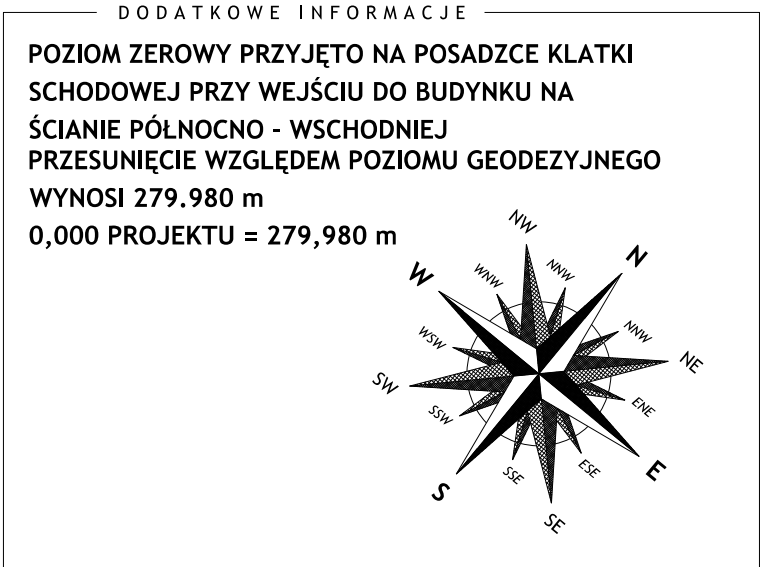 DODATKOWE INFORMACJE
POZIOM ZEROWY PRZYJĘTO NA POSADZCE KLATKI
SCHODOWEJ PRZY WEJŚCIU DO BUDYNKU NA
ŚCIANIE PÓŁNOCNO - WSCHODNIEJ
PRZESUNIĘCIE WZGLĘDEM POZIOMU GEODEZYJNEGO
WYNOSI 279.980 m
0,000 PROJEKTU = 279,980 m
NW
N
W
WNW
NNW
NNW
WSW
NE
SW
ENE
SSW
E
SSE
ESE
S
SE